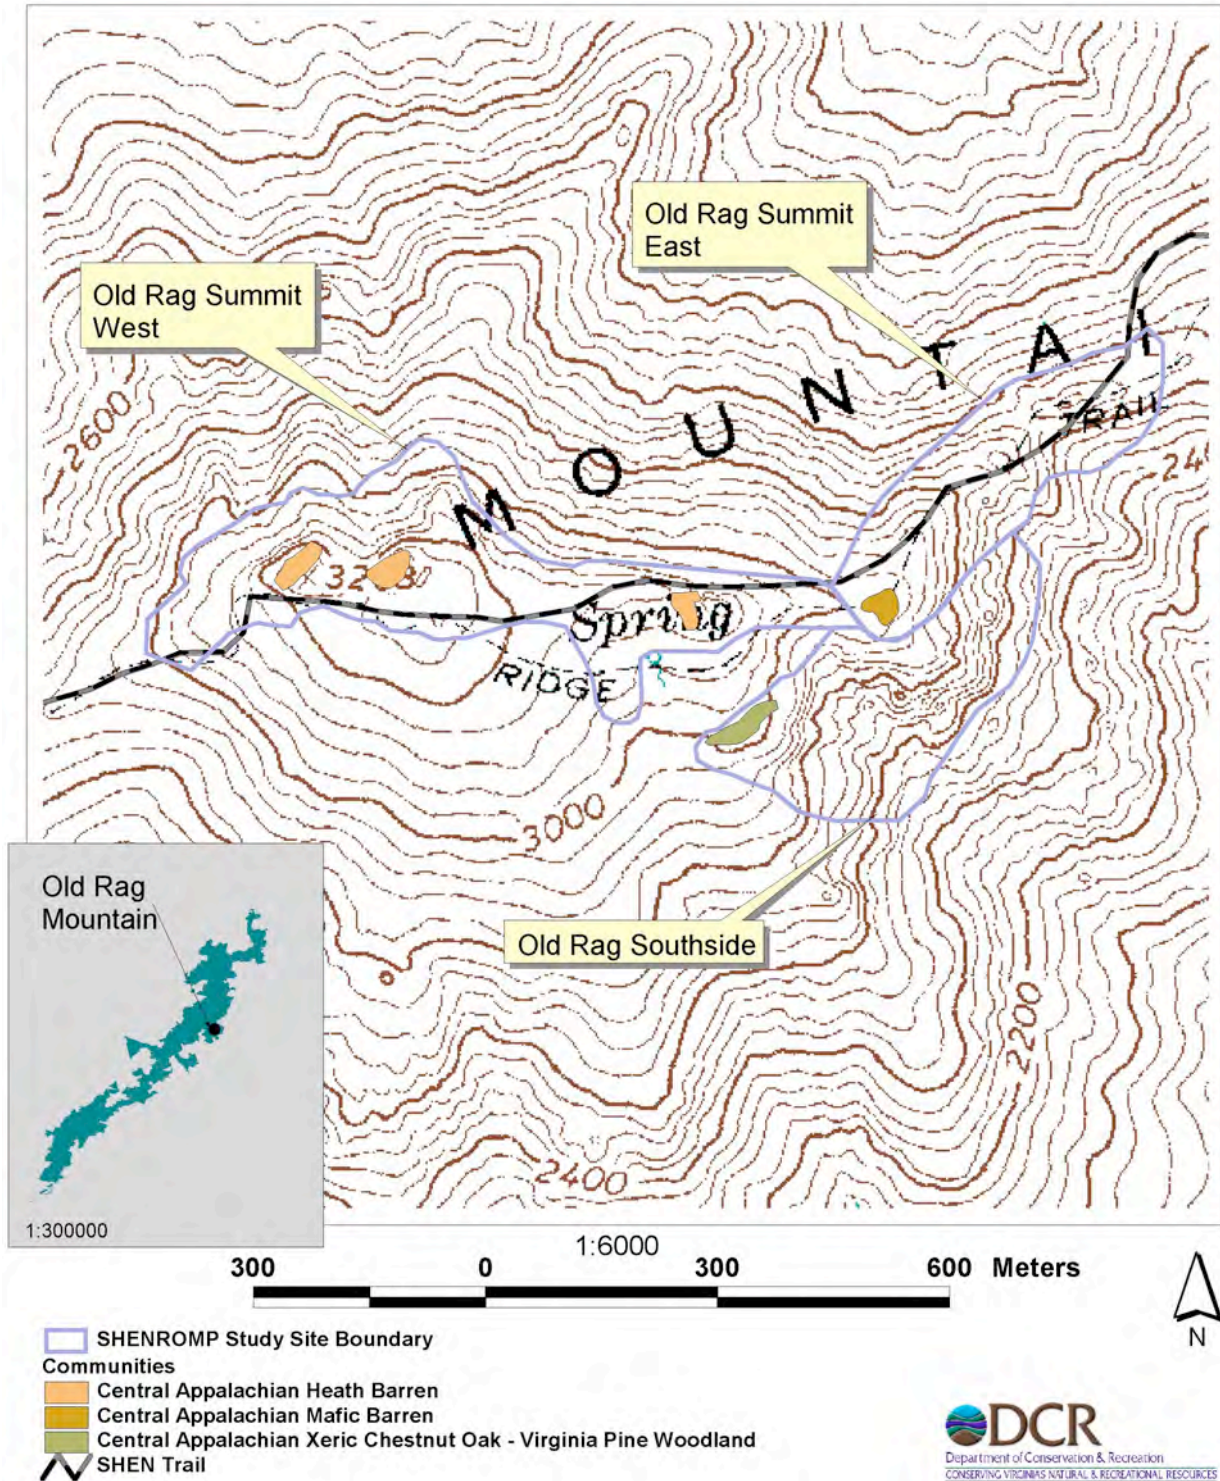 Old Rag Summit
East
Old Rag Summit
West
2600
MOUNTAI
TRAIL
Spring
RIDGE
3000
Old Rag Southside
2200
2400
Old Rag
Mountain
1:300000
1:6000
300 0 300 600 Meters
N
SHENROMP Study Site Boundary
Communities
Central Appalachian Heath Barren
Central Appalachian Mafic Barren
Central Appalachian Xeric Chestnut Oak - Virginia Pine Woodland
SHEN Trail
DCR
Department of Conservation & Recreation
CONSERVING VIRGINIA'S NATURAL & RECREATIONAL RESOURCES